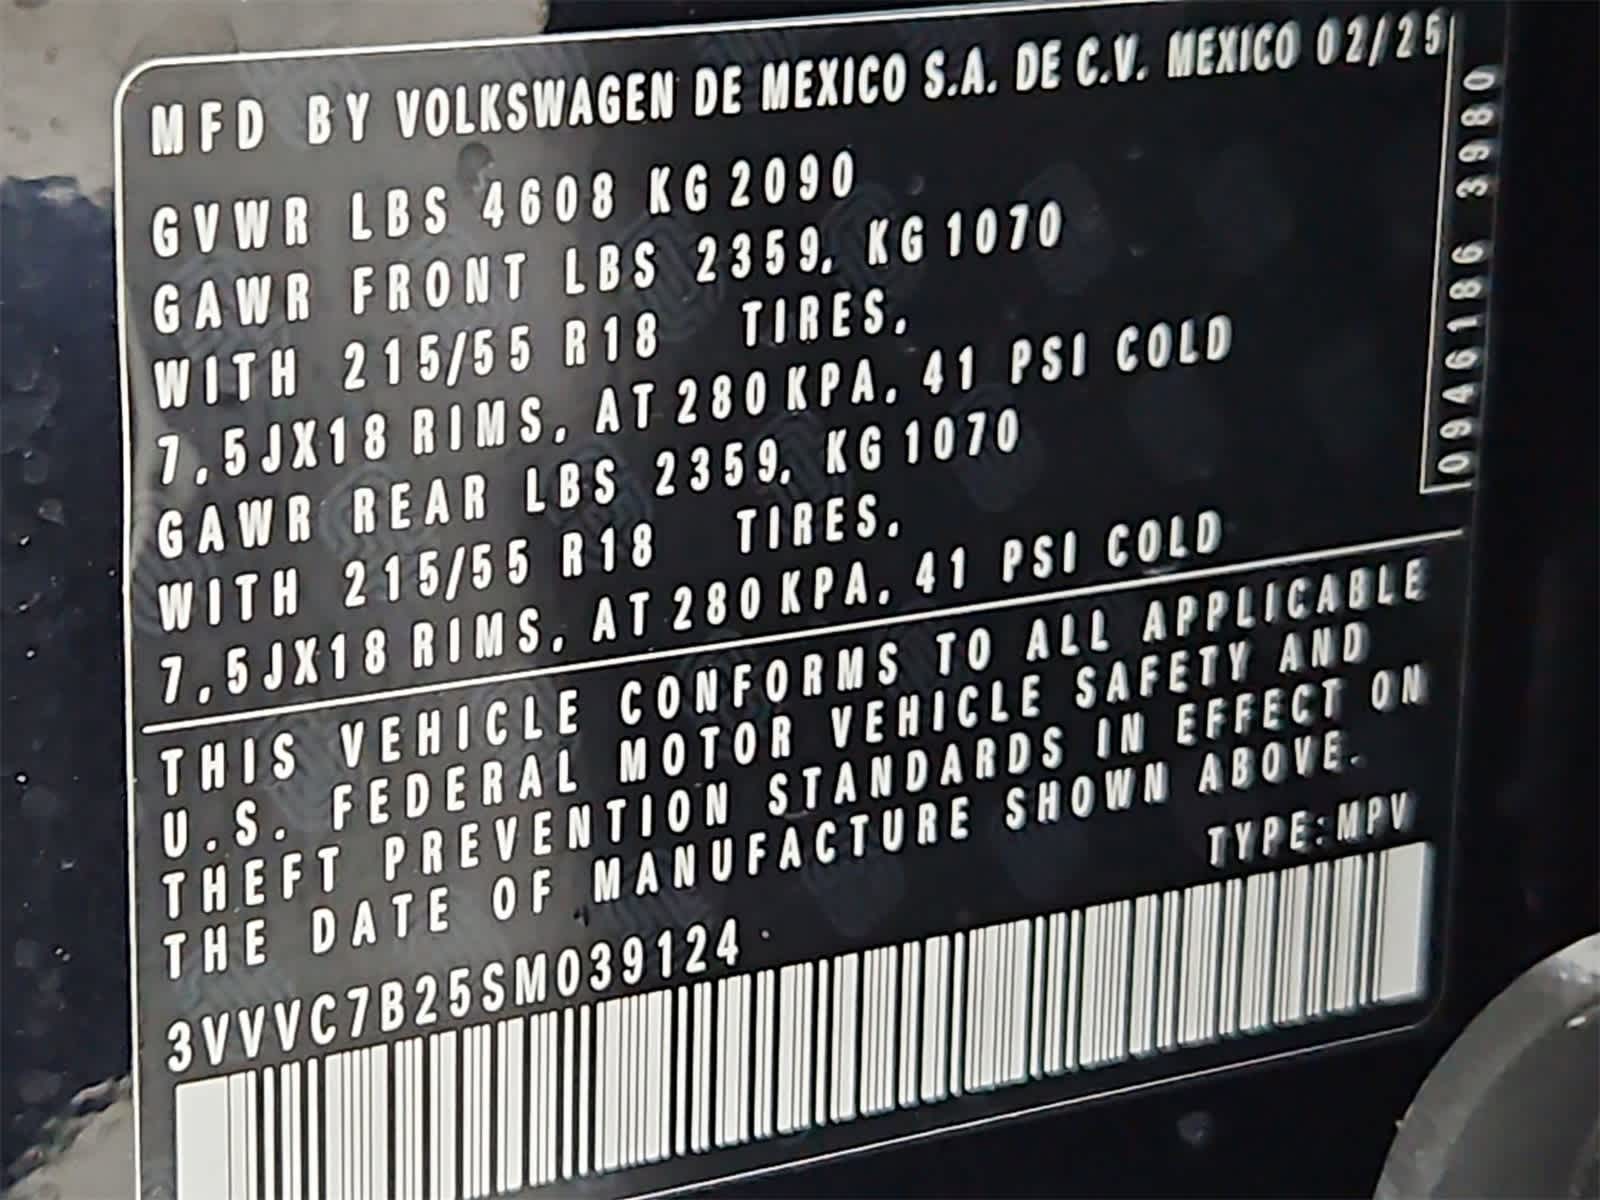 MFD BY VOLKSWAGEN DE MEXICO S.A. DE C.V. MEXICO 02/25
GVWR LBS 4608 KG 2090
GAWR FRONT LBS 2359, KG 1070
WITH 215/55 R18 TIRES,
7,5JX18 RIMS, AT 280 KPA, 41 PSI COLD
GAWR REAR LBS 2359, KG 1070
WITH 215/55 R18 TIRES,
7,5JX18 RIMS, AT 280 KPA, 41 PSI COLD
THIS VEHICLE CONFORMS TO ALL APPLICABLE
U.S. FEDERAL MOTOR VEHICLE SAFETY AND
THEFT PREVENTION STANDARDS IN EFFECT ON
THE DATE OF MANUFACTURE SHOWN ABOVE.
TYPE:MPV
3VVVC7B25SM039124
0946186 3980